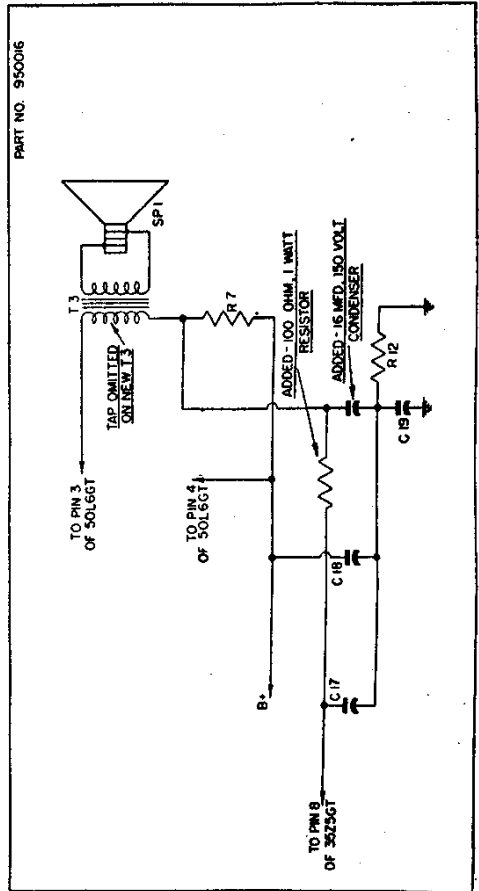 PART NO. 950016
SP1
T3
TAP OMITTED
ON NEW T3
R7
ADDED-100 OHM, 1 WATT
RESISTOR
ADDED-16 MFD, 150 VOLT
CONDENSER
R12
C19
TO PIN 3
OF 50L6GT
TO PIN 4
OF 50L6GT
C18
B+
C17
TO PIN 8
OF 35Z5GT